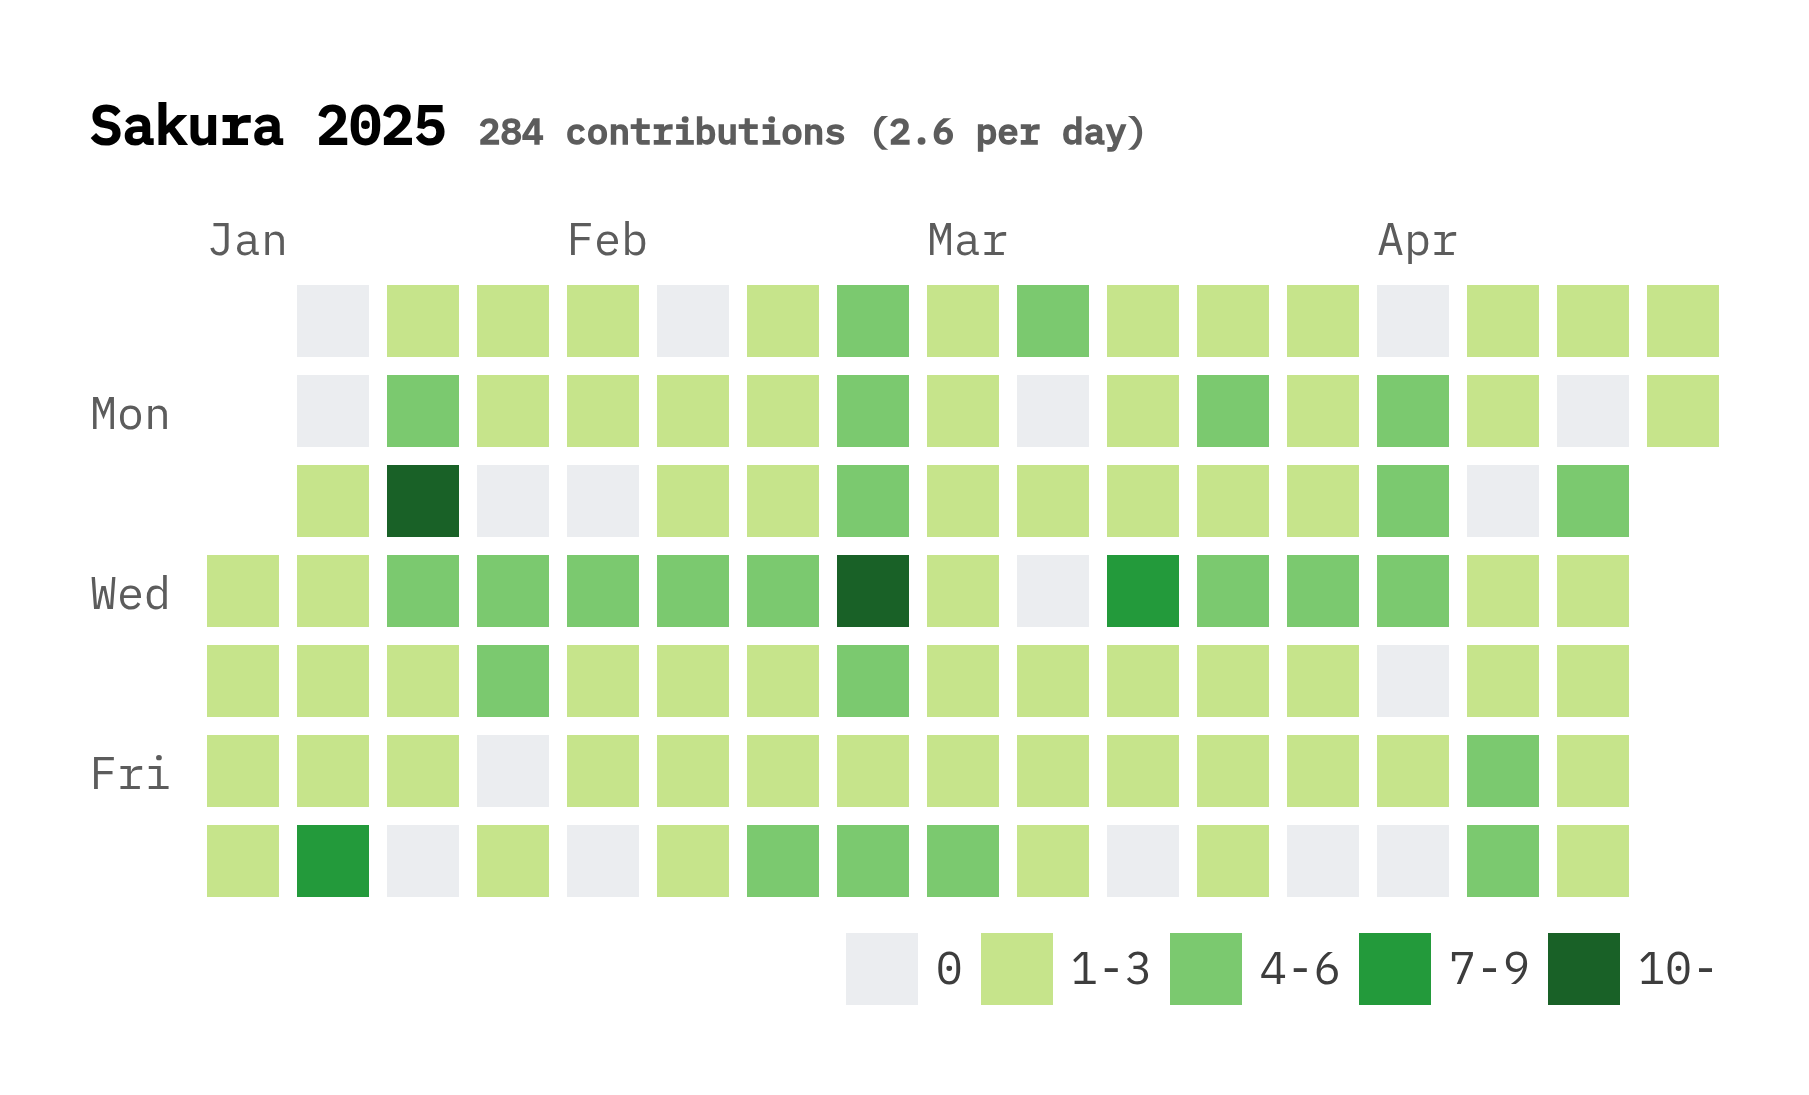 Sakura 2025 284 contributions (2.6 per day)
Jan Feb Mar Apr
Mon
Wed
Fri
0 1-3 4-6 7-9 10-